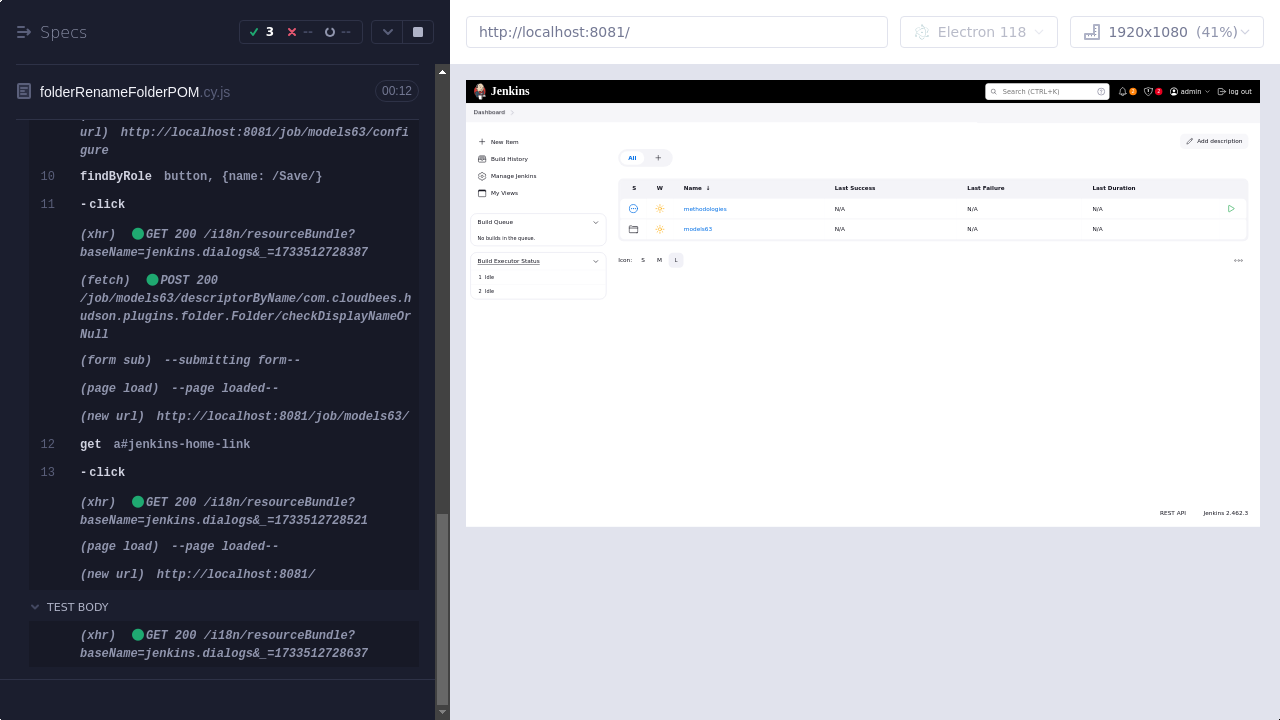 Specs
3
--
--
folderRenameFolderPOM.cy.js
00:12
url) http://localhost:8081/job/models63/confi
gure
10 findByRole button, {name: /Save/}
11 -click
(xhr) GET 200 /i18n/resourceBundle?
baseName=jenkins.dialogs&_=1733512728387
(fetch) POST 200
/job/models63/descriptorByName/com.cloudbees.h
udson.plugins.folder.Folder/checkDisplayNameOr
Null
(form sub) --submitting form--
(page load) --page loaded--
(new url) http://localhost:8081/job/models63/
12 get a#jenkins-home-link
13 -click
(xhr) GET 200 /i18n/resourceBundle?
baseName=jenkins.dialogs&_=1733512728521
(page load) --page loaded--
(new url) http://localhost:8081/
TEST BODY
(xhr) GET 200 /i18n/resourceBundle?
baseName=jenkins.dialogs&_=1733512728637
http://localhost:8081/
Electron 118
1920x1080 (41%)
Jenkins
Search (CTRL+K)
2
admin
log out
Dashboard
New Item
Build History
Manage Jenkins
My Views
Build Queue
No builds in the queue.
Build Executor Status
1 Idle
2 Idle
Add description
All +
S W Name ↓ Last Success Last Failure Last Duration
methodologies N/A N/A N/A
models63 N/A N/A N/A
Icon: S M L
REST API Jenkins 2.462.3